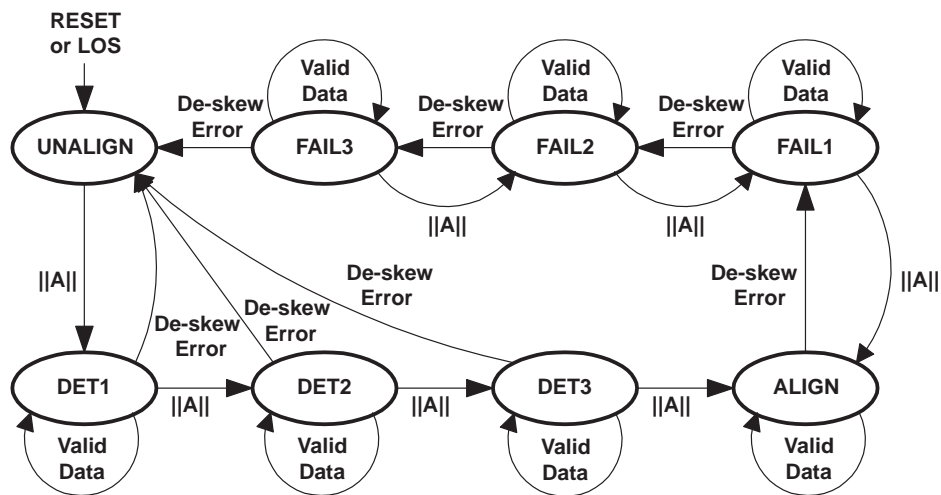 RESET
or LOS
Valid
Data
Valid
Data
Valid
Data
De-skew
Error
De-skew
Error
De-skew
Error
UNALIGN
FAIL3
FAIL2
FAIL1
||A||
||A||
||A||
De-skew
Error
De-skew
Error
||A||
De-skew
Error
De-skew
Error
DET1
DET2
DET3
ALIGN
||A||
||A||
||A||
Valid
Data
Valid
Data
Valid
Data
Valid
Data